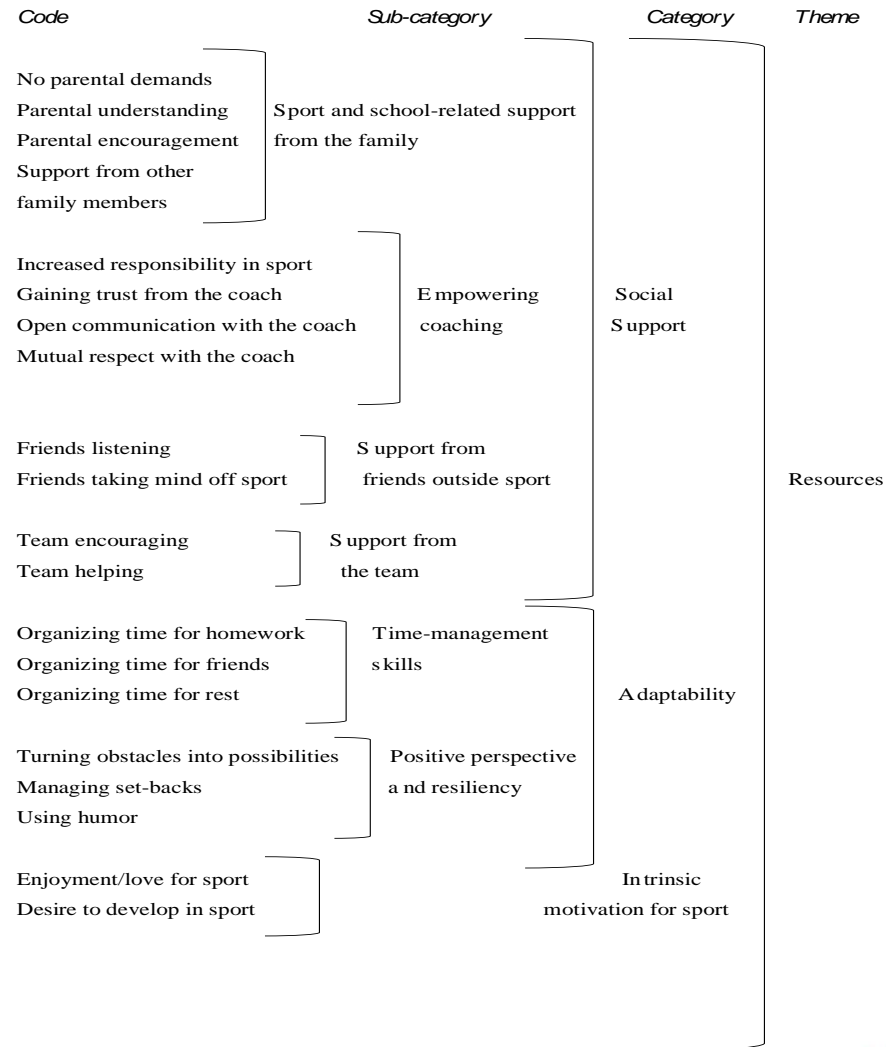 Code Sub-category Category Theme
No parental demands
Parental understanding Sport and school-related support
Parental encouragement from the family
Support from other
family members
Increased responsibility in sport
Gaining trust from the coach Empowering Social
Open communication with the coach coaching Support
Mutual respect with the coach
Friends listening Support from
Friends taking mind off sport friends outside sport Resources
Team encouraging Support from
Team helping the team
Organizing time for homework Time-management
Organizing time for friends skills
Organizing time for rest Adaptability
Turning obstacles into possibilities Positive perspective
Managing set-backs and resiliency
Using humor
Enjoyment/love for sport Intrinsic
Desire to develop in sport motivation for sport